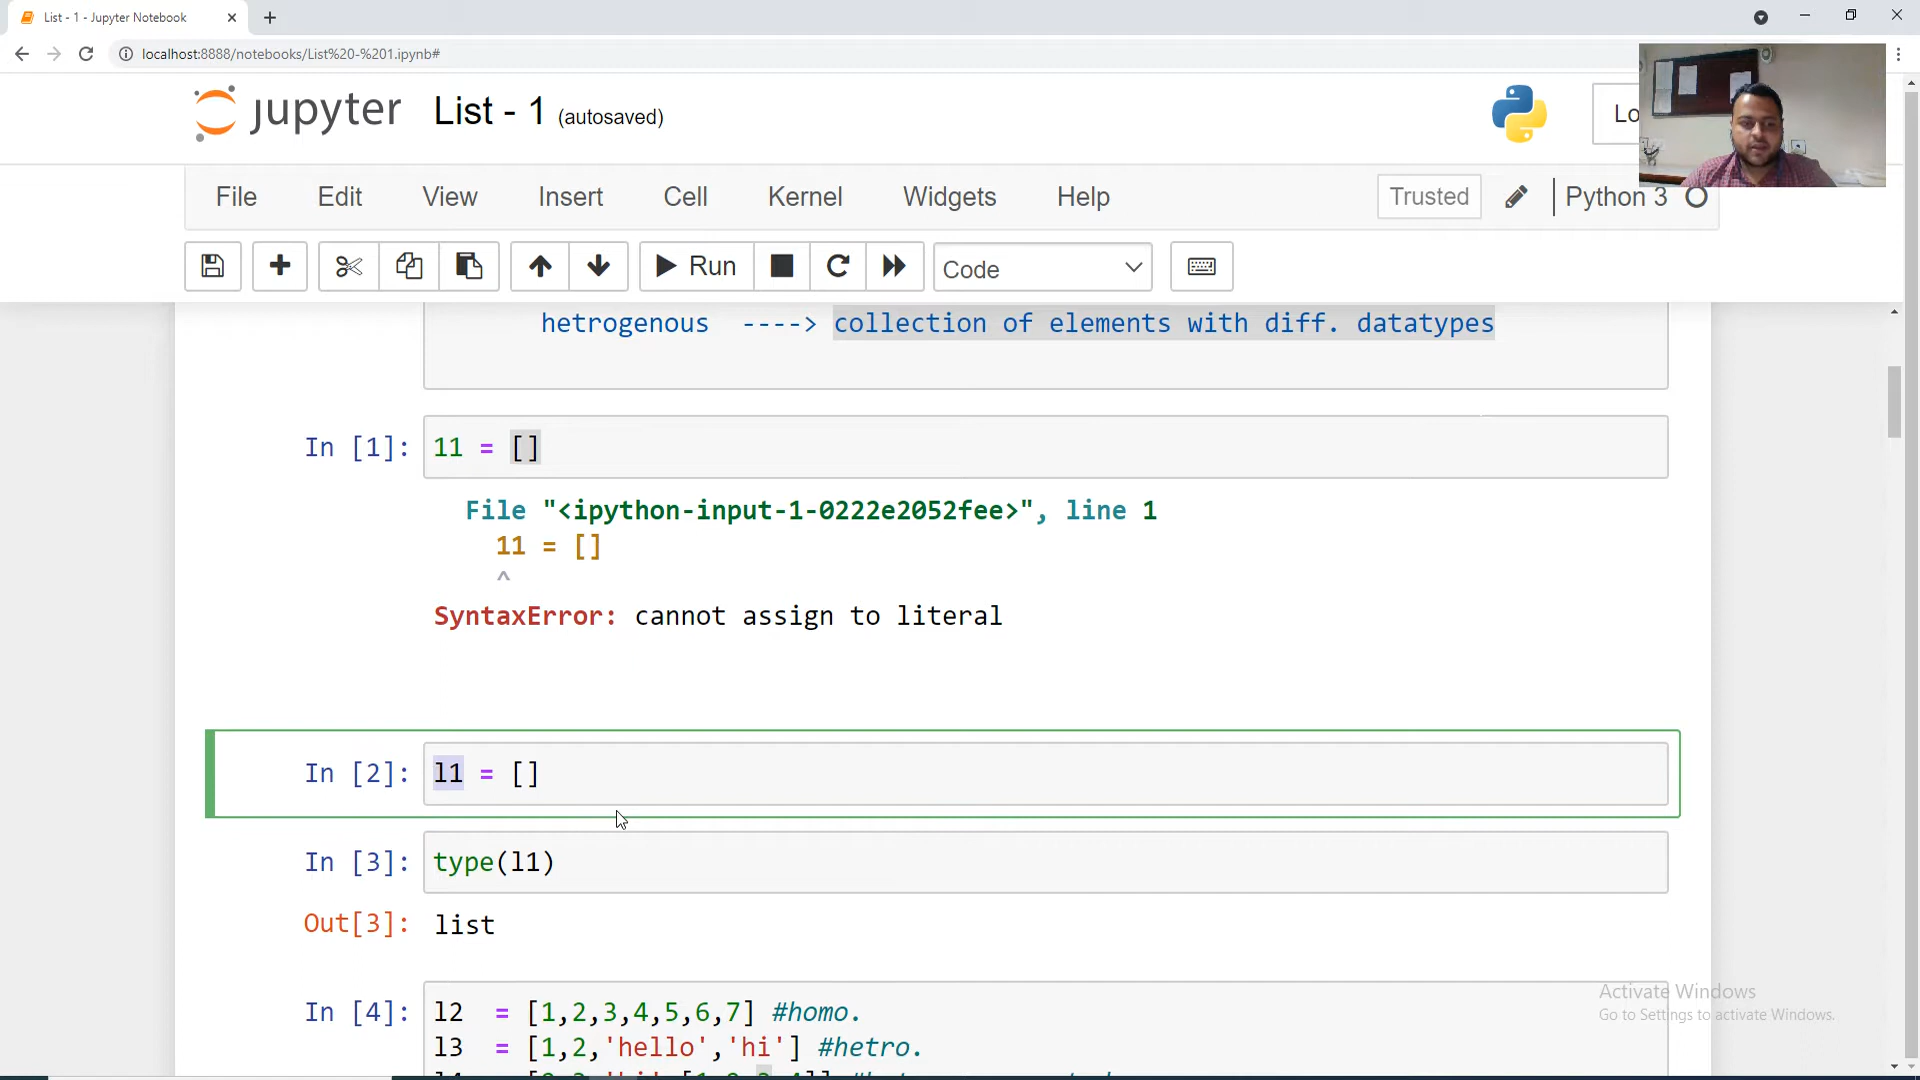 List - 1 - Jupyter Notebook
localhost:8888/notebooks/List%20-%201.ipynb#
jupyter List - 1 (autosaved)
File Edit View Insert Cell Kernel Widgets Help Trusted Python 3
Run Code
hetrogenous ----> collection of elements with diff. datatypes
In [1]: 11 = []
File "<ipython-input-1-0222e2052fee>", line 1
11 = []
^
SyntaxError: cannot assign to literal
In [2]: l1 = []
In [3]: type(l1)
Out[3]: list
In [4]: l2 = [1,2,3,4,5,6,7] #homo.
l3 = [1,2,'hello','hi'] #hetro.
Activate Windows
Go to Settings to activate Windows.